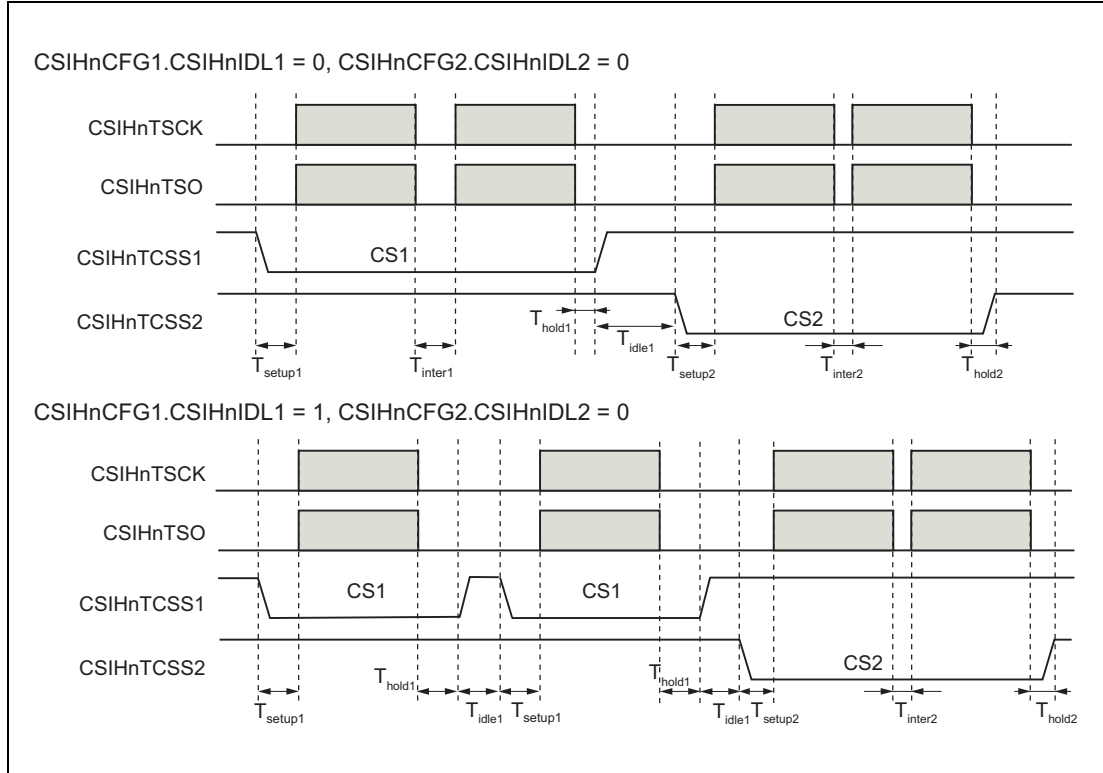 CSIHnCFG1.CSIHnIDL1 = 0, CSIHnCFG2.CSIHnIDL2 = 0
CSIHnTSCK
CSIHnTSO
CSIHnTCSS1
CS1
CSIHnTCSS2
CS2
Thold1
Tidle1
Tsetup1
Tinter1
Tsetup2
Tinter2
Thold2
CSIHnCFG1.CSIHnIDL1 = 1, CSIHnCFG2.CSIHnIDL2 = 0
CSIHnTSCK
CSIHnTSO
CSIHnTCSS1
CS1
CS1
CSIHnTCSS2
CS2
Thold1
Thold1
Tsetup1
Tidle1
Tsetup1
Tidle1
Tsetup2
Tinter2
Thold2